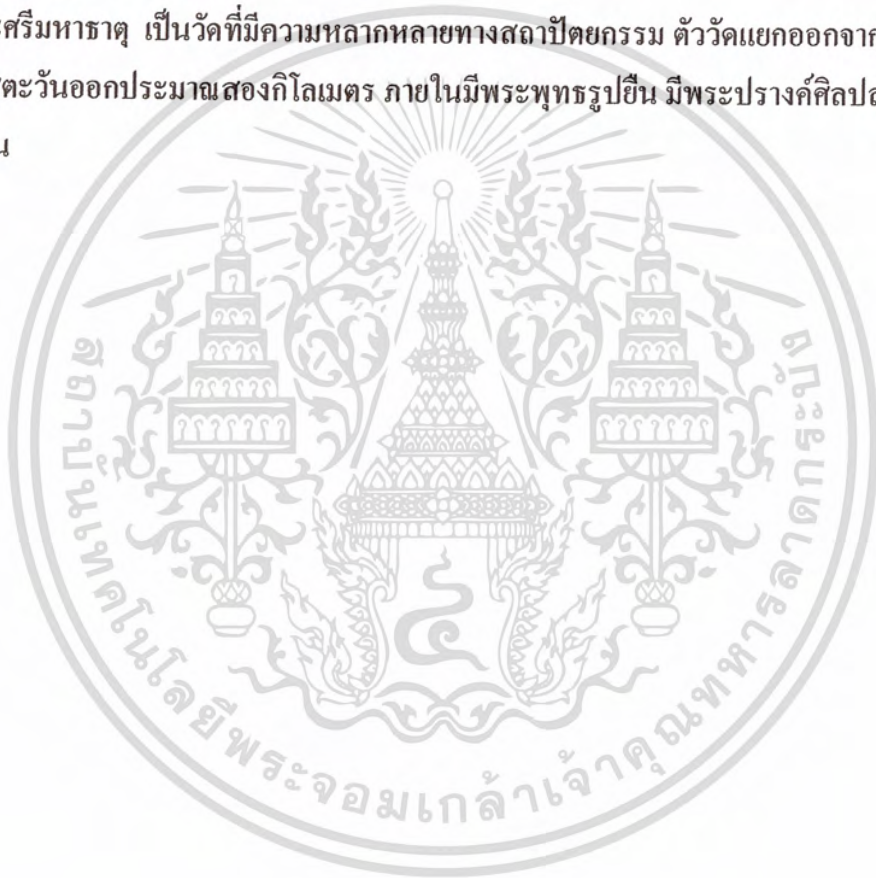 ศรีมหาธาตุ เป็นวัดที่มีความหลากหลายทางสถาปัตยกรรม ตัววัดแยกออกจาก
ตะวันออกประมาณสองกิโลเมตร ภายในมีพระพุทธรูปยืน มีพระปรางค์ศิลป
น
สถาบันเทคโนโลยีพระจอมเกล้าเจ้าคุณทหารลาดกระบัง
๔